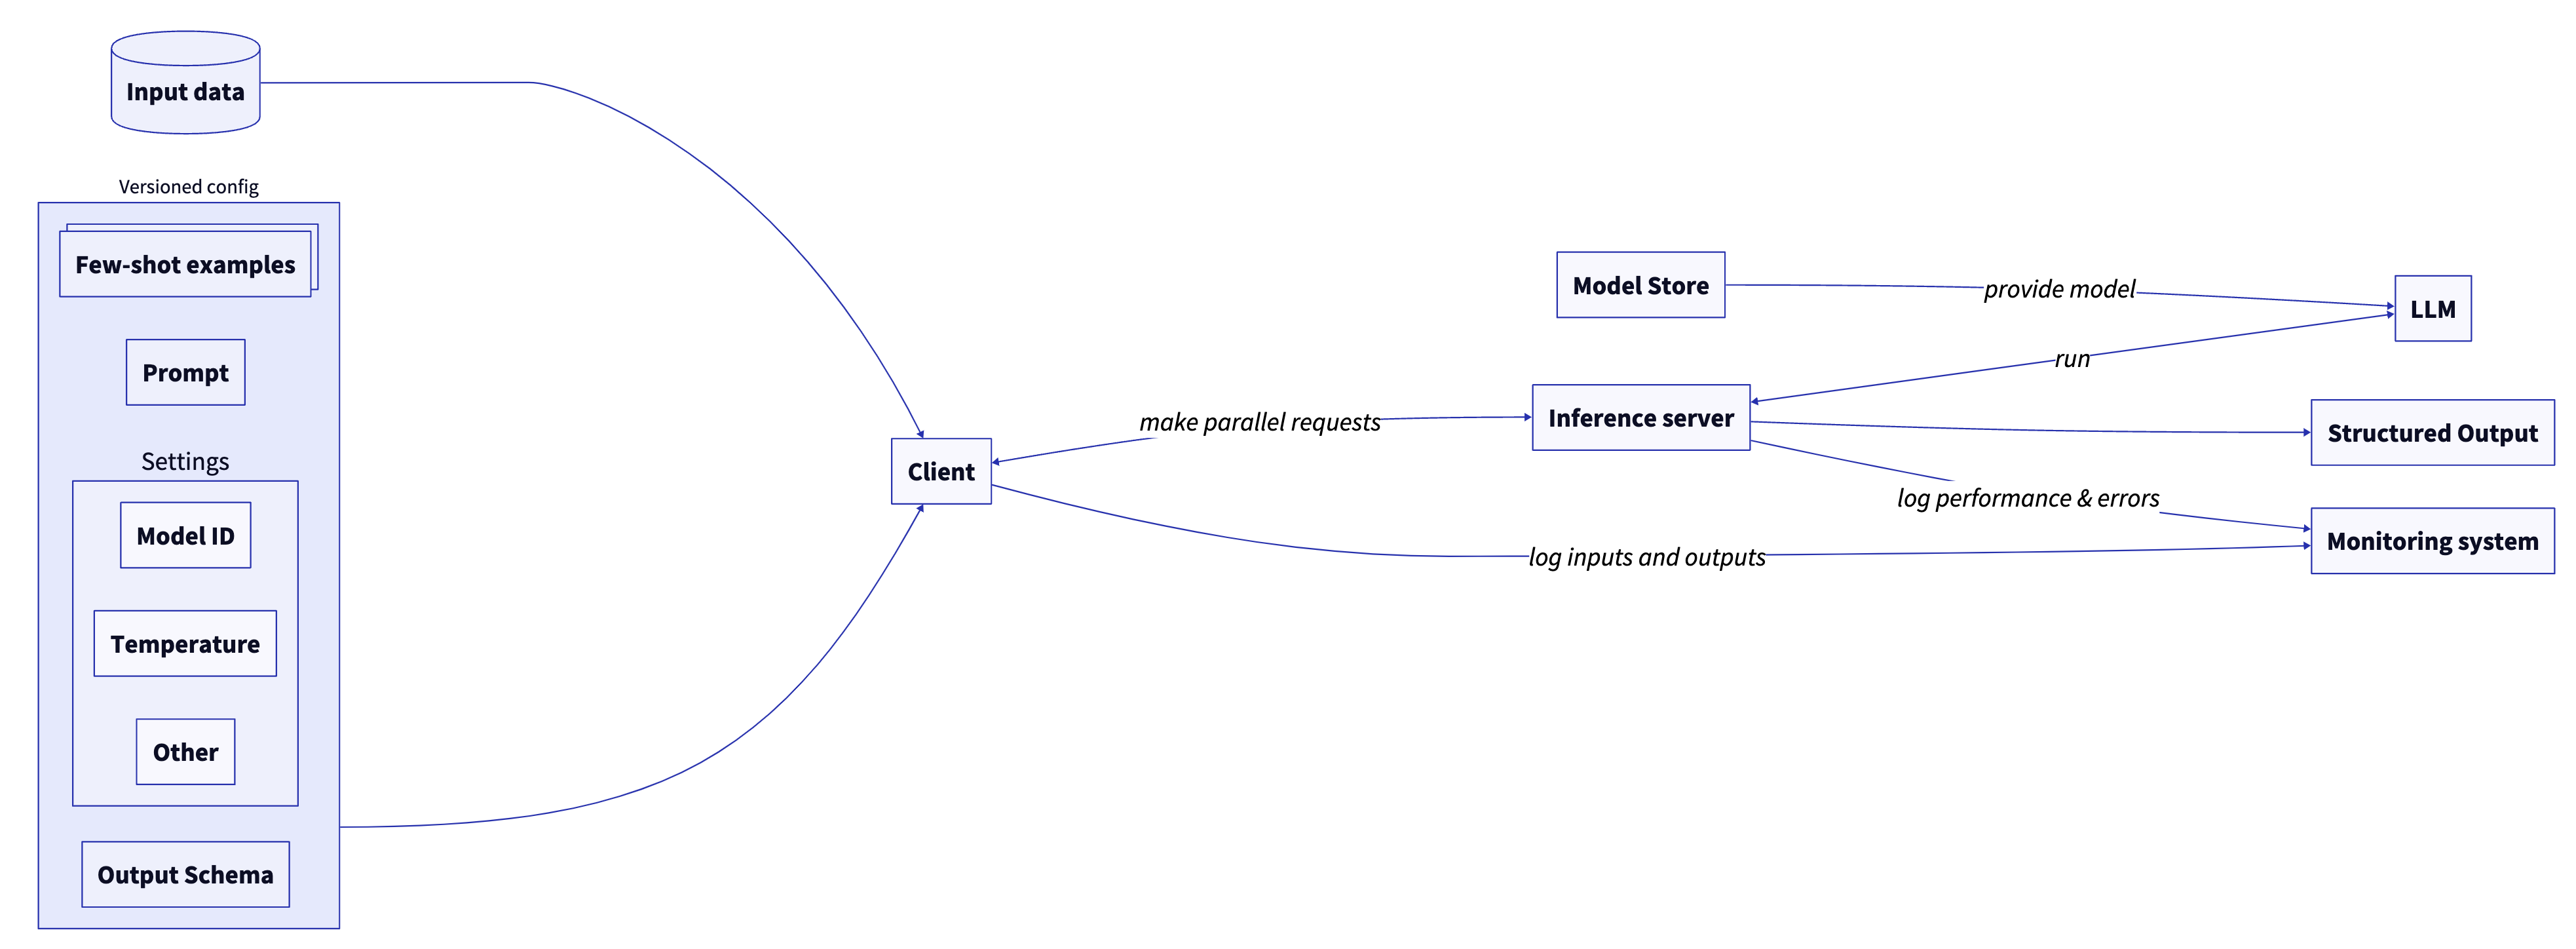 Input data
Versioned config
Few-shot examples
Prompt
Settings
Model ID
Temperature
Other
Output Schema
Client
make parallel requests
log inputs and outputs
Model Store
Inference server
provide model
run
log performance & errors
LLM
Structured Output
Monitoring system